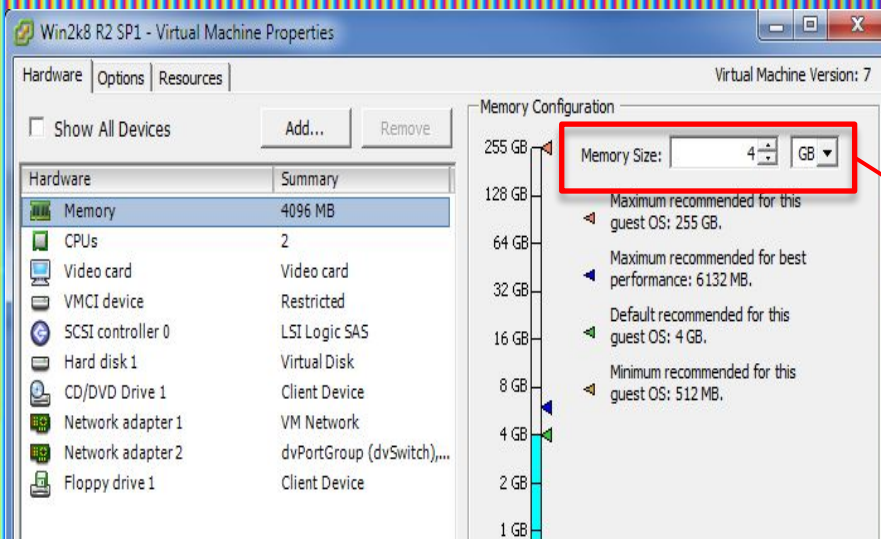 Win2k8 R2 SP1 - Virtual Machine Properties
Hardware Options Resources
Virtual Machine Version: 7
Show All Devices
Add...
Remove
Hardware Summary
Memory 4096 MB
CPUs 2
Video card Video card
VMCI device Restricted
SCSI controller 0 LSI Logic SAS
Hard disk 1 Virtual Disk
CD/DVD Drive 1 Client Device
Network adapter 1 VM Network
Network adapter 2 dvPortGroup (dvSwitch),...
Floppy drive 1 Client Device
Memory Configuration
255 GB
128 GB
64 GB
32 GB
16 GB
8 GB
4 GB
2 GB
1 GB
Memory Size: 4 GB
Maximum recommended for this
guest OS: 255 GB.
Maximum recommended for best
performance: 6132 MB.
Default recommended for this
guest OS: 4 GB.
Minimum recommended for this
guest OS: 512 MB.